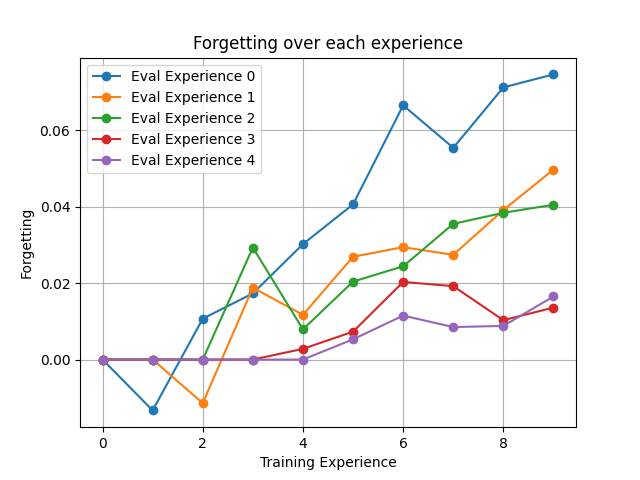 Forgetting over each experience
Eval Experience 0
Eval Experience 1
Eval Experience 2
Eval Experience 3
Eval Experience 4
0.06
0.04
0.02
0.00
Forgetting
0 2 4 6 8
Training Experience